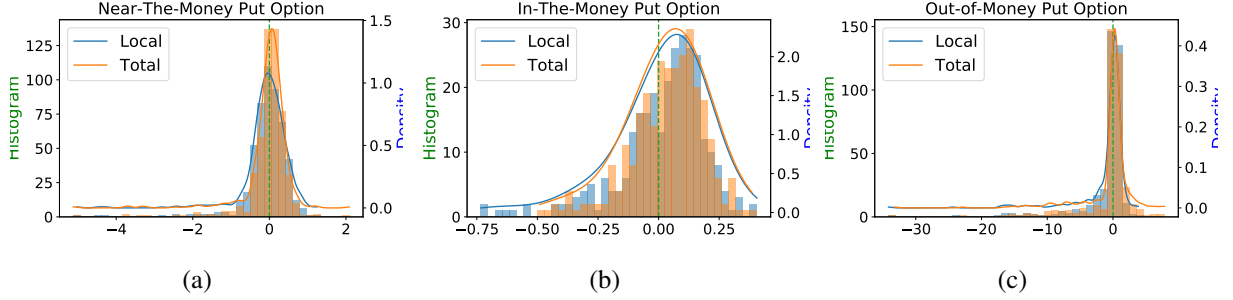 Near-The-Money Put Option
Local
Total
Histogram
Density
0
25
50
75
100
125
0.0
0.5
1.0
1.5
−4
−2
0
2
(a)
In-The-Money Put Option
Local
Total
Histogram
Density
0
10
20
30
0.0
0.5
1.0
1.5
2.0
−0.75
−0.50
−0.25
0.00
0.25
(b)
Out-of-Money Put Option
Local
Total
Histogram
Density
0
50
100
150
0.0
0.1
0.2
0.3
0.4
−30
−20
−10
0
(c)